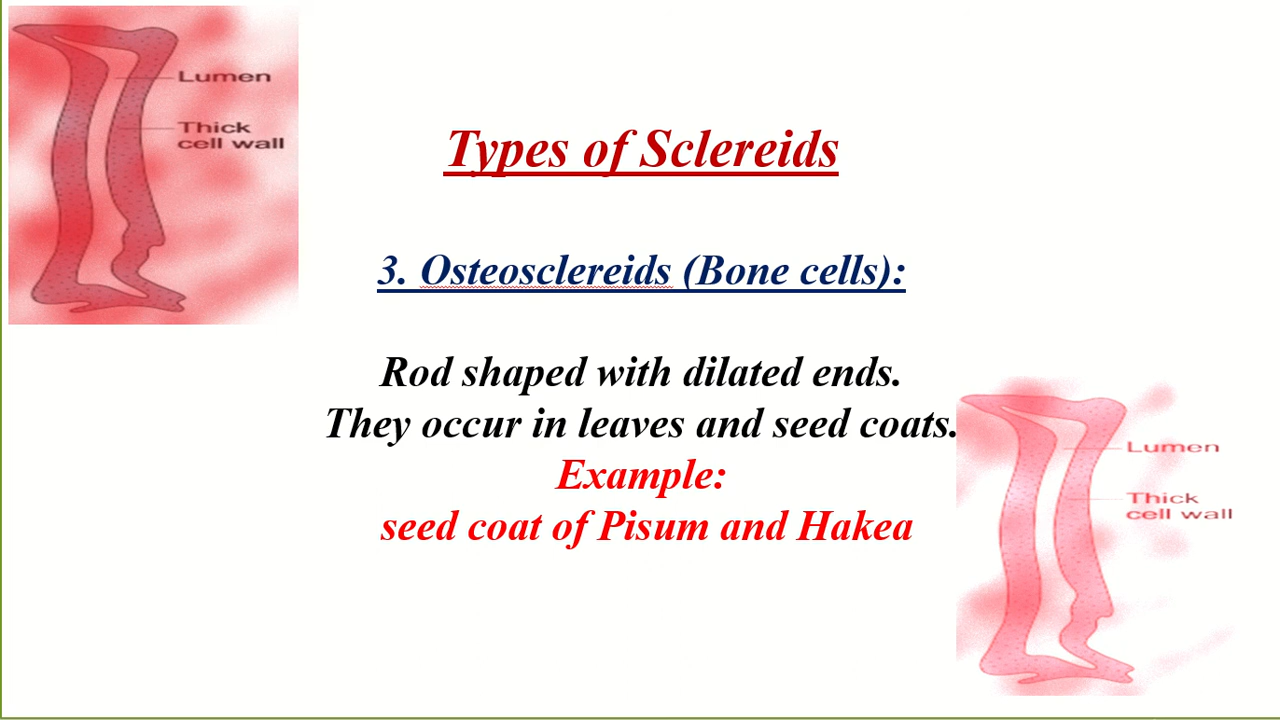 Lumen
Thick
cell wall
Types of Sclereids
3. Osteosclereids (Bone cells):
Rod shaped with dilated ends.
They occur in leaves and seed coats.
Example:
seed coat of Pisum and Hakea
Lumen
Thick
cell wall